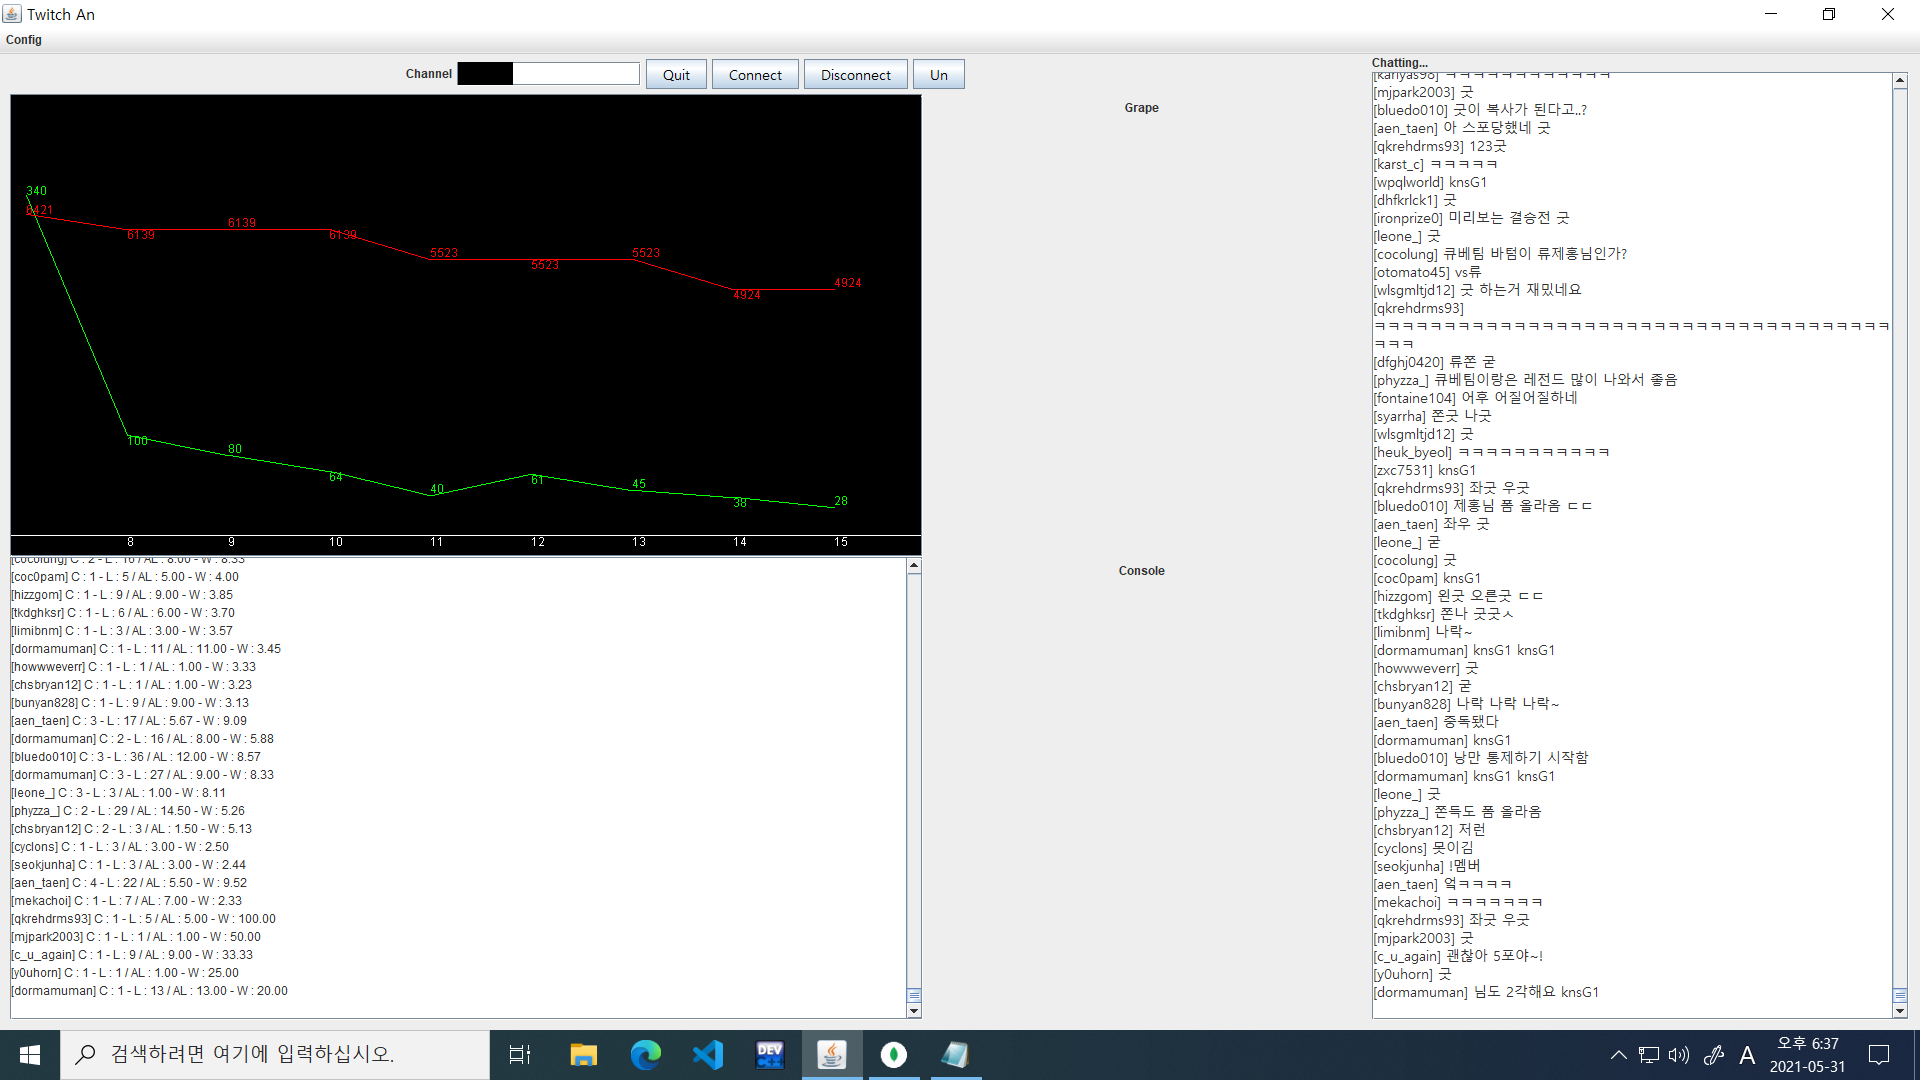 Twitch An
Config
Channel
Quit
Connect
Disconnect
Un
340
6421
6139
6139
6139
5523
5523
5523
4924
4924
100
80
64
40
61
45
38
28
8
9
10
11
12
13
14
15
[cocolung] C : 2 - L : 16 / AL : 8.00 - W : 8.33
[coc0pam] C : 1 - L : 5 / AL : 5.00 - W : 4.00
[hizzgom] C : 1 - L : 9 / AL : 9.00 - W : 3.85
[tkdghksr] C : 1 - L : 6 / AL : 6.00 - W : 3.70
[limibnm] C : 1 - L : 3 / AL : 3.00 - W : 3.57
[dormamuman] C : 1 - L : 11 / AL : 11.00 - W : 3.45
[howwweverr] C : 1 - L : 1 / AL : 1.00 - W : 3.33
[chsbryan12] C : 1 - L : 1 / AL : 1.00 - W : 3.23
[bunyan828] C : 1 - L : 9 / AL : 9.00 - W : 3.13
[aen_taen] C : 3 - L : 17 / AL : 5.67 - W : 9.09
[dormamuman] C : 2 - L : 16 / AL : 8.00 - W : 5.88
[bluedo010] C : 3 - L : 36 / AL : 12.00 - W : 8.57
[dormamuman] C : 3 - L : 27 / AL : 9.00 - W : 8.33
[leone_] C : 3 - L : 3 / AL : 1.00 - W : 8.11
[phyzza_] C : 2 - L : 29 / AL : 14.50 - W : 5.26
[chsbryan12] C : 2 - L : 3 / AL : 1.50 - W : 5.13
[cyclons] C : 1 - L : 3 / AL : 3.00 - W : 2.50
[seokjunha] C : 1 - L : 3 / AL : 3.00 - W : 2.44
[aen_taen] C : 4 - L : 22 / AL : 5.50 - W : 9.52
[mekachoi] C : 1 - L : 7 / AL : 7.00 - W : 2.33
[qkrehdrms93] C : 1 - L : 5 / AL : 5.00 - W : 100.00
[mjpark2003] C : 1 - L : 1 / AL : 1.00 - W : 50.00
[c_u_again] C : 1 - L : 9 / AL : 9.00 - W : 33.33
[y0uhorn] C : 1 - L : 1 / AL : 1.00 - W : 25.00
[dormamuman] C : 1 - L : 13 / AL : 13.00 - W : 20.00
Grape
Console
Chatting...
[kanyas98] ㅋㅋㅋㅋㅋㅋㅋㅋㅋㅋㅋㅋ
[mjpark2003] 굿
[bluedo010] 굿이 복사가 된다고..?
[aen_taen] 아 스포당했네 굿
[qkrehdrms93] 123굿
[karst_c] ㅋㅋㅋㅋㅋ
[wpqlworld] knsG1
[dhfkrlck1] 굿
[ironprize0] 미리보는 결승전 굿
[leone_] 굿
[cocolung] 큐베팀 바텀이 류제홍님인가?
[otomato45] vs류
[wlsgmltjd12] 굿 하는거 재밌네요
[qkrehdrms93]
ㅋㅋㅋㅋㅋㅋㅋㅋㅋㅋㅋㅋㅋㅋㅋㅋㅋㅋㅋㅋㅋㅋㅋㅋㅋㅋㅋㅋㅋㅋㅋㅋㅋㅋㅋㅋㅋ
ㅋㅋㅋ
[dfghj0420] 류쫀 굳
[phyzza_] 큐베팀이랑은 레전드 많이 나와서 좋음
[fontaine104] 어후 어질어질하네
[syarrha] 쫀굿 나굿
[wlsgmltjd12] 굿
[heuk_byeol] ㅋㅋㅋㅋㅋㅋㅋㅋㅋㅋㅋ
[zxc7531] knsG1
[qkrehdrms93] 좌굿 우굿
[bluedo010] 제홍님 폼 올라옴 ㄷㄷ
[aen_taen] 좌우 굿
[leone_] 굳
[cocolung] 굿
[coc0pam] knsG1
[hizzgom] 왼굿 오른굿 ㄷㄷ
[tkdghksr] 쫀나 굿굿ㅅ
[limibnm] 나락~
[dormamuman] knsG1 knsG1
[howwweverr] 굿
[chsbryan12] 굳
[bunyan828] 나락 나락 나락~
[aen_taen] 중독됐다
[dormamuman] knsG1
[bluedo010] 낭만 통제하기 시작함
[dormamuman] knsG1 knsG1
[leone_] 굿
[phyzza_] 쫀득도 폼 올라옴
[chsbryan12] 저런
[cyclons] 못이김
[seokjunha] !멤버
[aen_taen] 엌ㅋㅋㅋㅋ
[mekachoi] ㅋㅋㅋㅋㅋㅋㅋ
[qkrehdrms93] 좌굿 우굿
[mjpark2003] 굿
[c_u_again] 괜찮아 5포야~!
[y0uhorn] 굿
[dormamuman] 님도 2각해요 knsG1
검색하려면 여기에 입력하십시오.
DEV
A
오후 6:37
2021-05-31